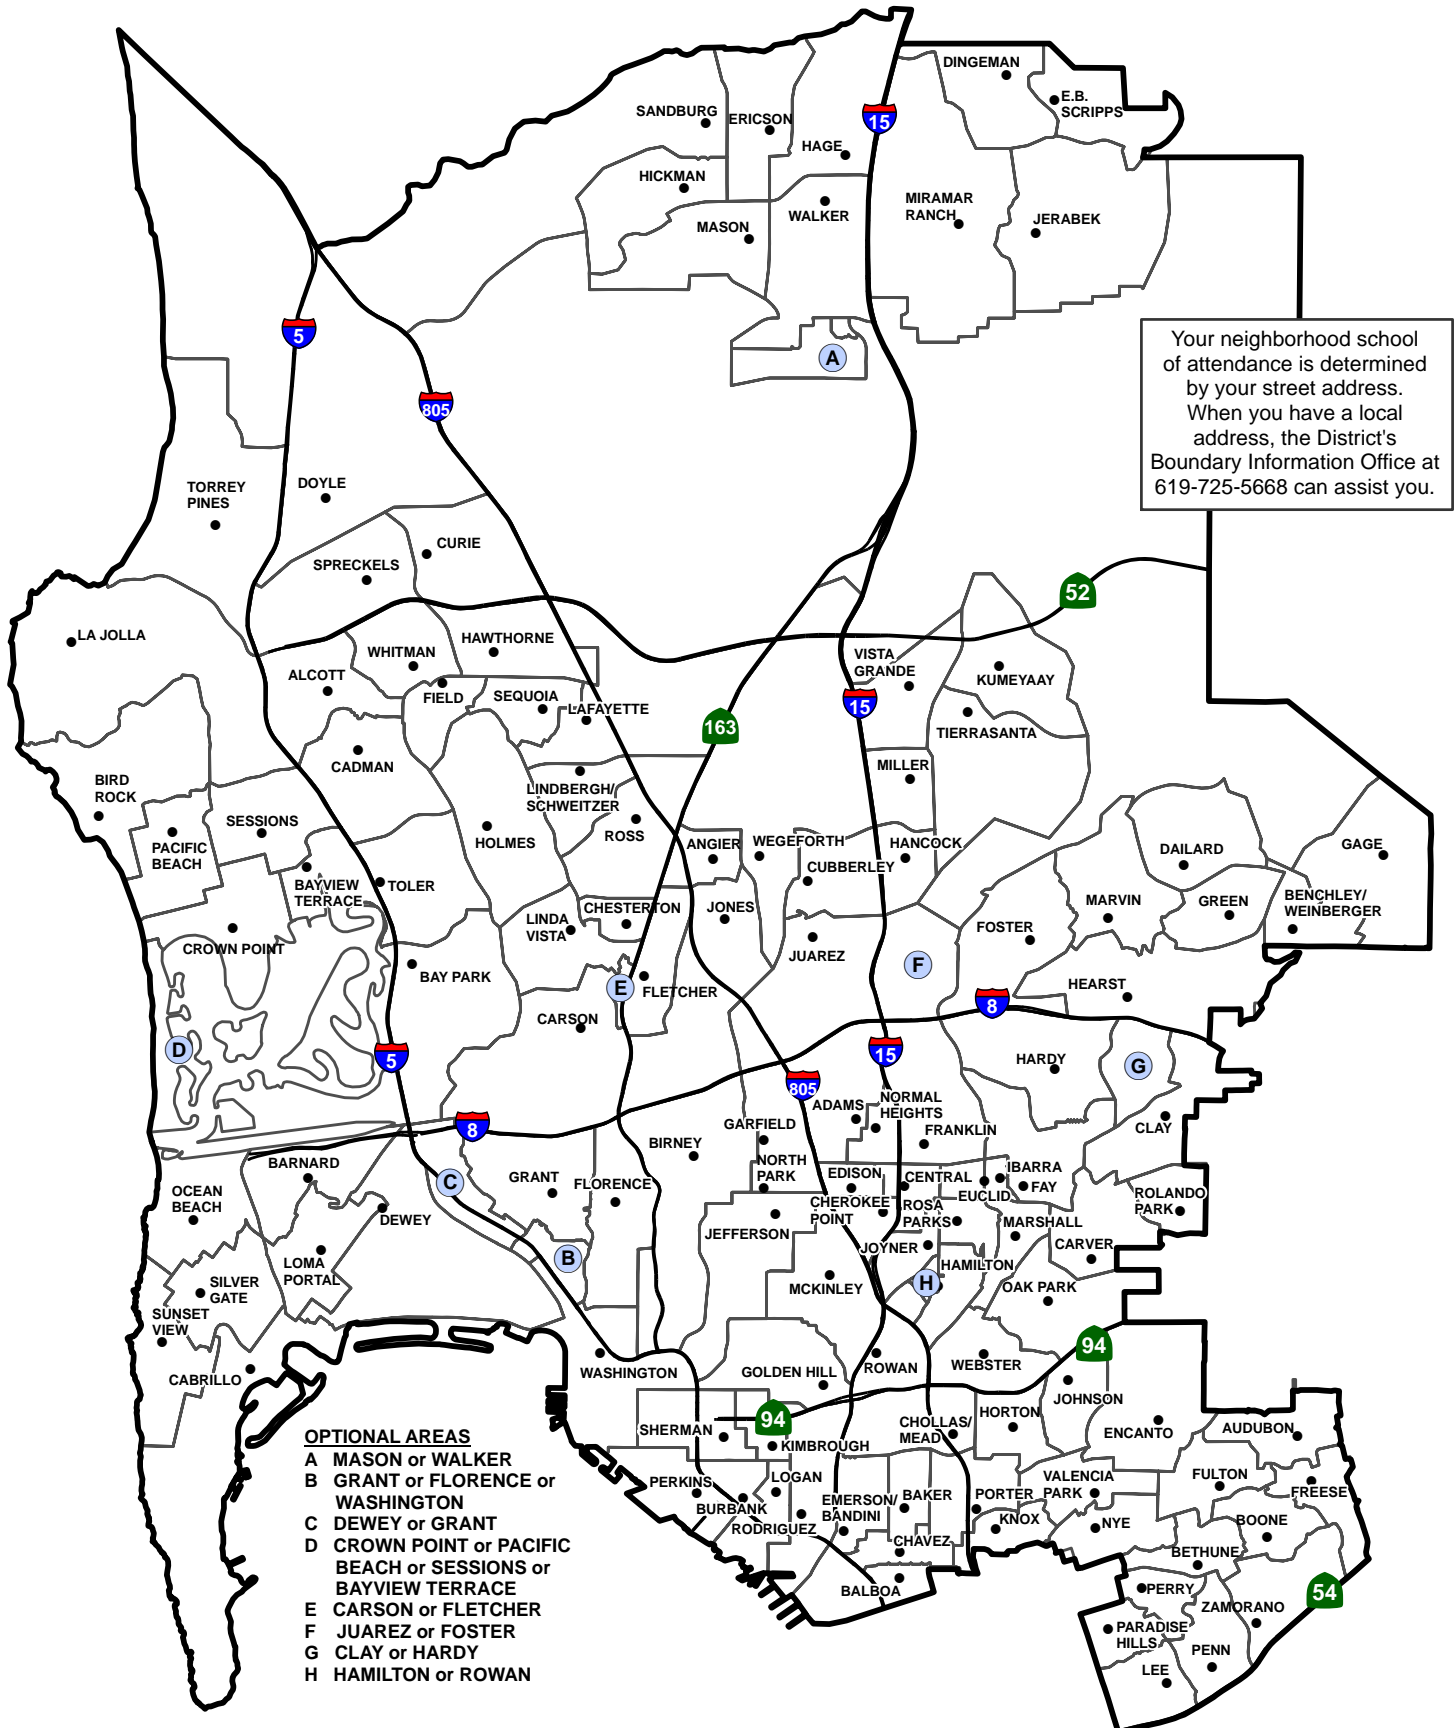 DINGEMAN
E.B.
SCRIPPS
SANDBURG
ERICSON
15
HAGE
HICKMAN
MIRAMAR
RANCH
WALKER
MASON
JERABEK
5
A
805
Your neighborhood school
of attendance is determined
by your street address.
When you have a local
address, the District's
Boundary Information Office at
619-725-5668 can assist you.
TORREY
PINES
DOYLE
CURIE
SPRECKELS
52
LA JOLLA
WHITMAN
HAWTHORNE
VISTA
GRANDE
ALCOTT
FIELD
SEQUOIA
LAFAYETTE
KUMEYAAY
15
163
TIERRASANTA
CADMAN
MILLER
BIRD
ROCK
LINDBERGH/
SCHWEITZER
SESSIONS
ROSS
HOLMES
PACIFIC
BEACH
ANGIER
WEGEFORTH
HANCOCK
CUBBERLEY
DAILARD
GAGE
BAYVIEW
TERRACE
TOLER
MARVIN
GREEN
BENCHLEY/
WEINBERGER
CHESTERTON
JONES
LINDA
VISTA
FOSTER
CROWN POINT
JUAREZ
BAY PARK
F
E
FLETCHER
HEARST
8
CARSON
D
5
15
HARDY
G
805
NORMAL
HEIGHTS
ADAMS
8
GARFIELD
FRANKLIN
CLAY
BIRNEY
BARNARD
NORTH
PARK
EDISON
CENTRAL
IBARRA
FAY
EUCLID
C
GRANT
FLORENCE
OCEAN
BEACH
ROLANDO
PARK
DEWEY
CHEROKEE
POINT
ROSA
PARKS
MARSHALL
JEFFERSON
JOYNER
CARVER
LOMA
PORTAL
B
HAMILTON
H
SILVER
GATE
MCKINLEY
OAK PARK
SUNSET
VIEW
94
WASHINGTON
GOLDEN HILL
ROWAN
WEBSTER
CABRILLO
JOHNSON
HORTON
94
CHOLLAS/
MEAD
SHERMAN
KIMBROUGH
ENCANTO
AUDUBON
OPTIONAL AREAS
A MASON or WALKER
B GRANT or FLORENCE or
WASHINGTON
C DEWEY or GRANT
D CROWN POINT or PACIFIC
BEACH or SESSIONS or
BAYVIEW TERRACE
E CARSON or FLETCHER
F JUAREZ or FOSTER
G CLAY or HARDY
H HAMILTON or ROWAN
PERKINS
LOGAN
BURBANK
RODRIGUEZ
EMERSON/
BANDINI
BAKER
PORTER
KNOX
VALENCIA
PARK
FULTON
FREESE
NYE
BOONE
CHAVEZ
BETHUNE
BALBOA
PERRY
54
ZAMORANO
PARADISE
HILLS
PENN
LEE